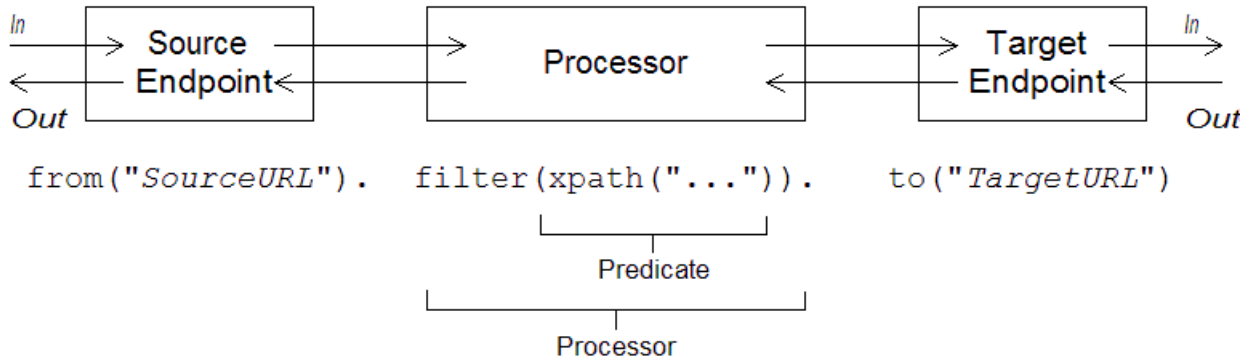 In
Source
Endpoint
Out
Processor
Target
Endpoint
In
Out
from("SourceURL"). filter(xpath("...")). to("TargetURL")
Predicate
Processor